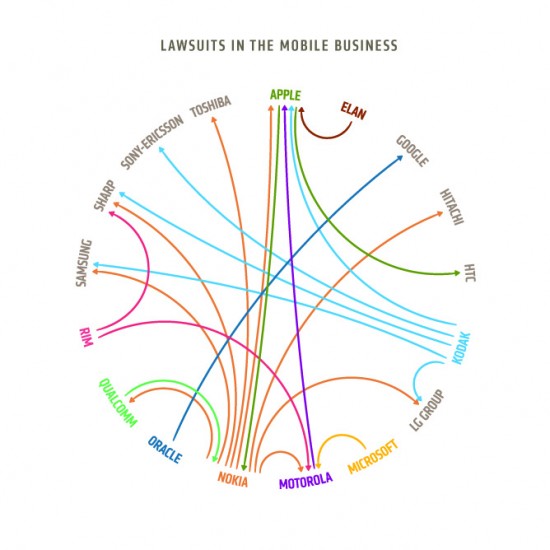 LAWSUITS IN THE MOBILE BUSINESS
APPLE
ELAN
GOOGLE
HITACHI
HTC
KODAK
LG GROUP
MICROSOFT
MOTOROLA
NOKIA
ORACLE
QUALCOMM
RIM
SAMSUNG
SHARP
SONY-ERICSSON
TOSHIBA